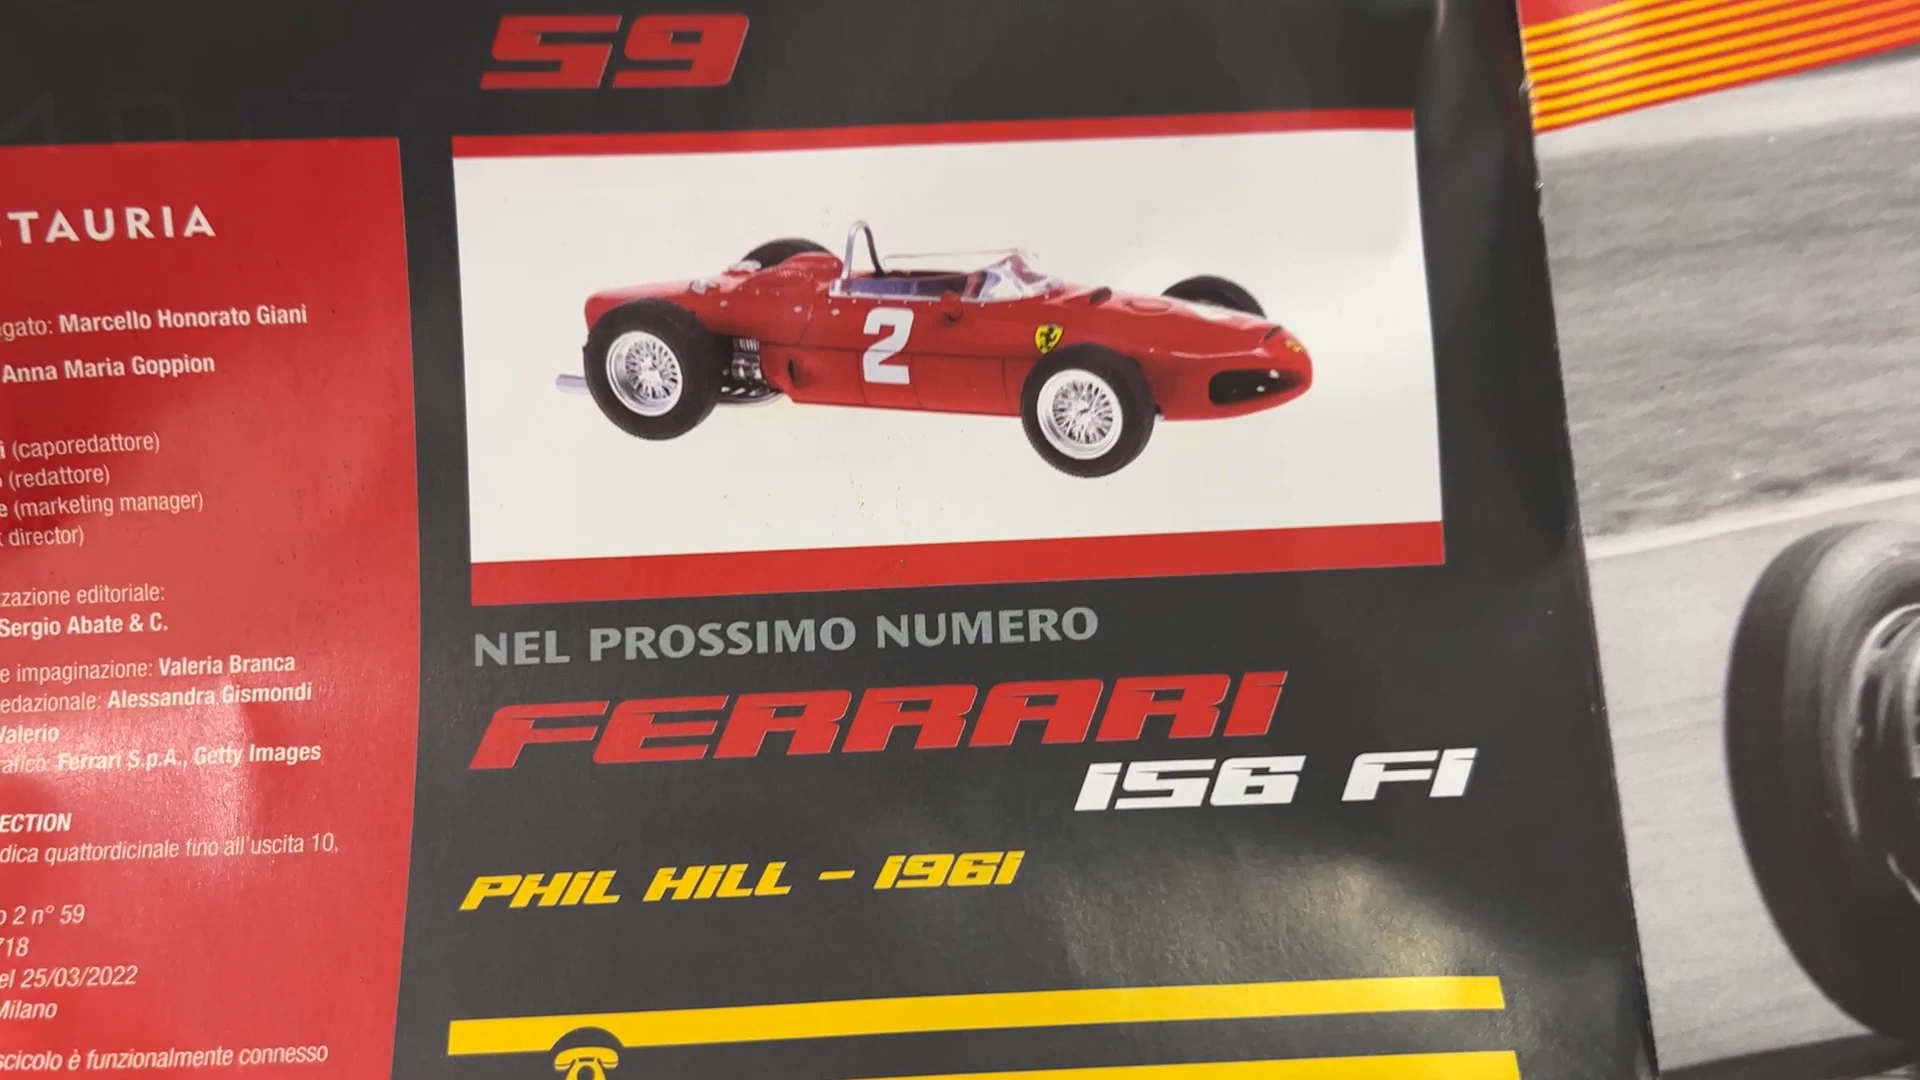 59
TAURIA
egato: Marcello Honorato Giani
Anna Maria Goppion
i (caporedattore)
(redattore)
e (marketing manager)
director)
zazione editoriale:
Sergio Abate & C.
e impaginazione: Valeria Branca
edazionale: Alessandra Gismondi
Valerio
afico: Ferrari S.p.A., Getty Images
ECTION
dica quattordicinale fino all'uscita 10,
o 2 n° 59
718
el 25/03/2022
Milano
scicolo è funzionalmente connesso
2
NEL PROSSIMO NUMERO
FERRARI
156 F1
PHIL HILL - 1961